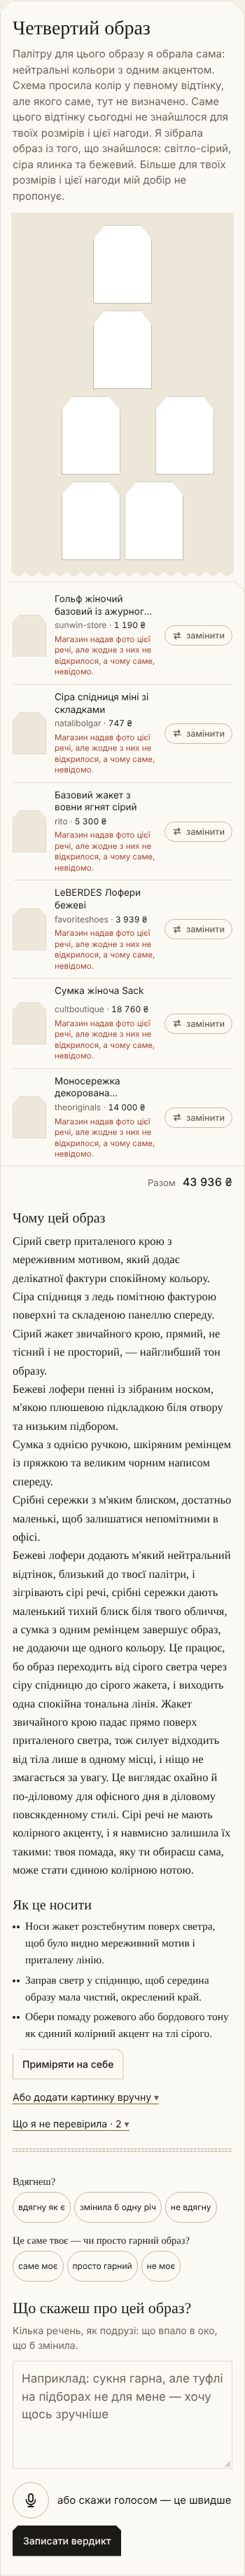 Четвертий образ
Палітру для цього образу я обрала сама:
нейтральні кольори з одним акцентом.
Схема просила колір у певному відтінку,
але якого саме, тут не визначено. Саме
цього відтінку сьогодні не знайшлося для
твоїх розмірів і цієї нагоди. Я зібрала
образ із того, що знайшлося: світло-сірий,
сіра ялинка та бежевий. Більше для твоїх
розмірів і цієї нагоди мій добір не
пропонує.
Гольф жіночий
базовий із ажурног…
sunwin-store · 1 190 ₴
Магазин надав фото цієї
речі, але жодне з них не
відкрилося, а чому саме,
невідомо.
замінити
Сіра спідниця міні зі
складками
natalibolgar · 747 ₴
Магазин надав фото цієї
речі, але жодне з них не
відкрилося, а чому саме,
невідомо.
замінити
Базовий жакет з
вовни ягнят сірий
rito · 5 300 ₴
Магазин надав фото цієї
речі, але жодне з них не
відкрилося, а чому саме,
невідомо.
замінити
LeBERDES Лофери
бежеві
favoriteshoes · 3 939 ₴
Магазин надав фото цієї
речі, але жодне з них не
відкрилося, а чому саме,
невідомо.
замінити
Сумка жіноча Sack
cultboutique · 18 760 ₴
Магазин надав фото цієї
речі, але жодне з них не
відкрилося, а чому саме,
невідомо.
замінити
Моносережка
декорована…
theoriginals · 14 000 ₴
Магазин надав фото цієї
речі, але жодне з них не
відкрилося, а чому саме,
невідомо.
замінити
Разом 43 936 ₴
Чому цей образ
Сірий светр приталеного крою з
мереживним мотивом, який додає
делікатної фактури спокійному кольору.
Сіра спідниця з ледь помітною фактурою
поверхні та складеною панеллю спереду.
Сірий жакет звичайного крою, прямий, не
тісний і не просторий, — найглибший тон
образу.
Бежеві лофери пенні із зібраним носком,
м'якою плюшевою підкладкою біля отвору
та низьким підбором.
Сумка з однією ручкою, шкіряним ремінцем
із пряжкою та великим чорним написом
спереду.
Срібні сережки з м'яким блиском, достатньо
маленькі, щоб залишатися непомітними в
офісі.
Бежеві лофери додають м'який нейтральний
відтінок, близький до твоєї палітри, і
зігрівають сірі речі, срібні сережки дають
маленький тихий блиск біля твого обличчя,
а сумка з одним ремінцем завершує образ,
не додаючи ще одного кольору. Це працює,
бо образ переходить від сірого светра через
сіру спідницю до сірого жакета, і виходить
одна спокійна тональна лінія. Жакет
звичайного крою падає прямо поверх
приталеного светра, тож силует відходить
від тіла лише в одному місці, і ніщо не
змагається за увагу. Це виглядає охайно й
по-діловому для офісного дня в діловому
повсякденному стилі. Сірі речі не мають
колірного акценту, і я навмисно залишила їх
такими: твоя помада, яку ти обираєш сама,
може стати єдиною колірною нотою.
Як це носити
Носи жакет розстебнутим поверх светра,
щоб було видно мереживний мотив і
приталену лінію.
Заправ светр у спідницю, щоб середина
образу мала чистий, окреслений край.
Обери помаду рожевого або бордового тону
як єдиний колірний акцент на тлі сірого.
Приміряти на себе
Або додати картинку вручну ▾
Що я не перевірила · 2 ▾
Вдягнеш?
вдягну як є
змінила б одну річ
не вдягну
Це саме твоє — чи просто гарний образ?
саме моє
просто гарний
не моє
Що скажеш про цей образ?
Кілька речень, як подрузі: що впало в око,
що б змінила.
Наприклад: сукня гарна, але туфлі
на підборах не для мене — хочу
щось зручніше
або скажи голосом — це швидше
Записати вердикт